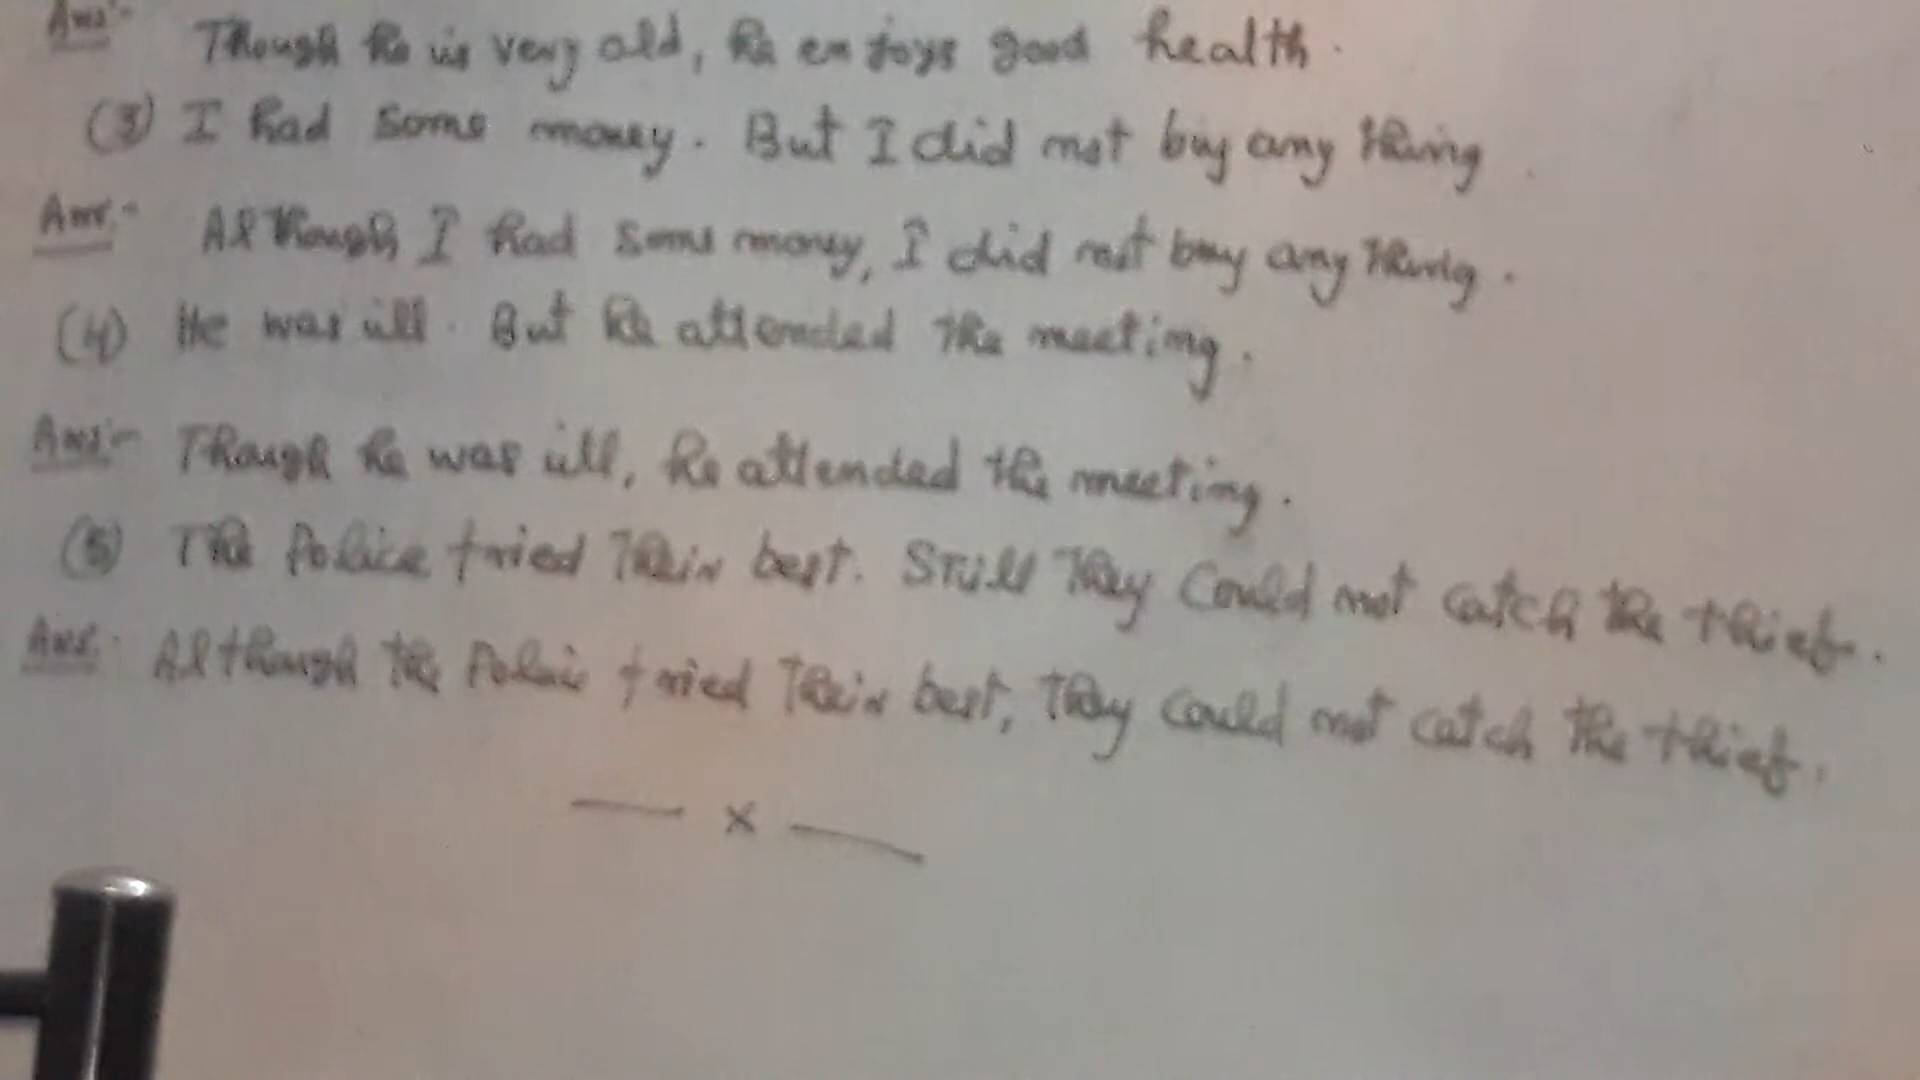 Ans:- Though he is very old, he enjoys good health.
(3) I had some money. But I did not buy any thing.
Ans:- Although I had some money, I did not buy any thing.
(4) He was ill. But he attended the meeting.
Ans:- Though he was ill, he attended the meeting.
(5) The Police tried their best. Still they could not catch the thief.
Ans:- Although the Police tried their best, they could not catch the thief.
— x —